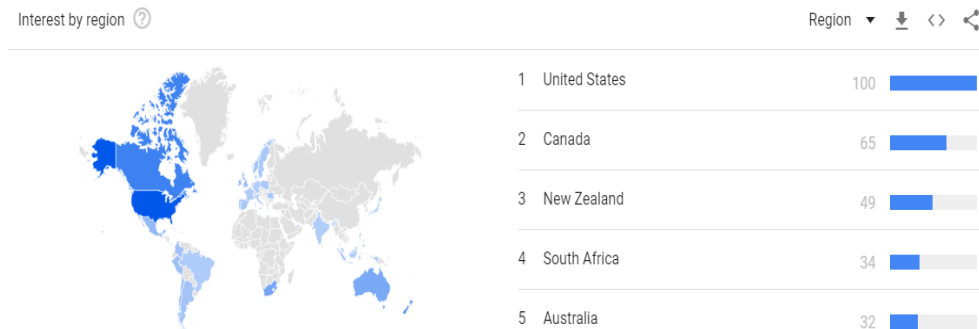 Interest by region ?
Region
1 United States 100
2 Canada 65
3 New Zealand 49
4 South Africa 34
5 Australia 32